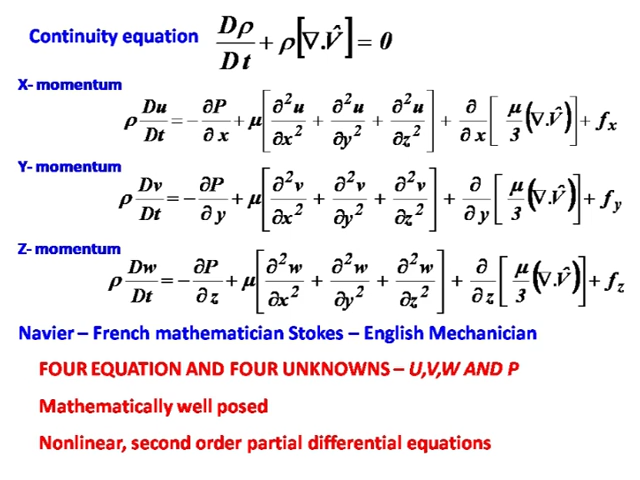 Continuity equation Dρ/Dt + ρ[∇.V̂] = 0
X- momentum
ρ Du/Dt = − ∂P/∂x + μ[∂²u/∂x² + ∂²u/∂y² + ∂²u/∂z²] + ∂/∂x[μ/3 (∇.V̂)] + fₓ
Y- momentum
ρ Dv/Dt = − ∂P/∂y + μ[∂²v/∂x² + ∂²v/∂y² + ∂²v/∂z²] + ∂/∂y[μ/3 (∇.V̂)] + f_y
Z- momentum
ρ Dw/Dt = − ∂P/∂z + μ[∂²w/∂x² + ∂²w/∂y² + ∂²w/∂z²] + ∂/∂z[μ/3 (∇.V̂)] + f_z
Navier – French mathematician Stokes – English Mechanician
FOUR EQUATION AND FOUR UNKNOWNS – U,V,W AND P
Mathematically well posed
Nonlinear, second order partial differential equations